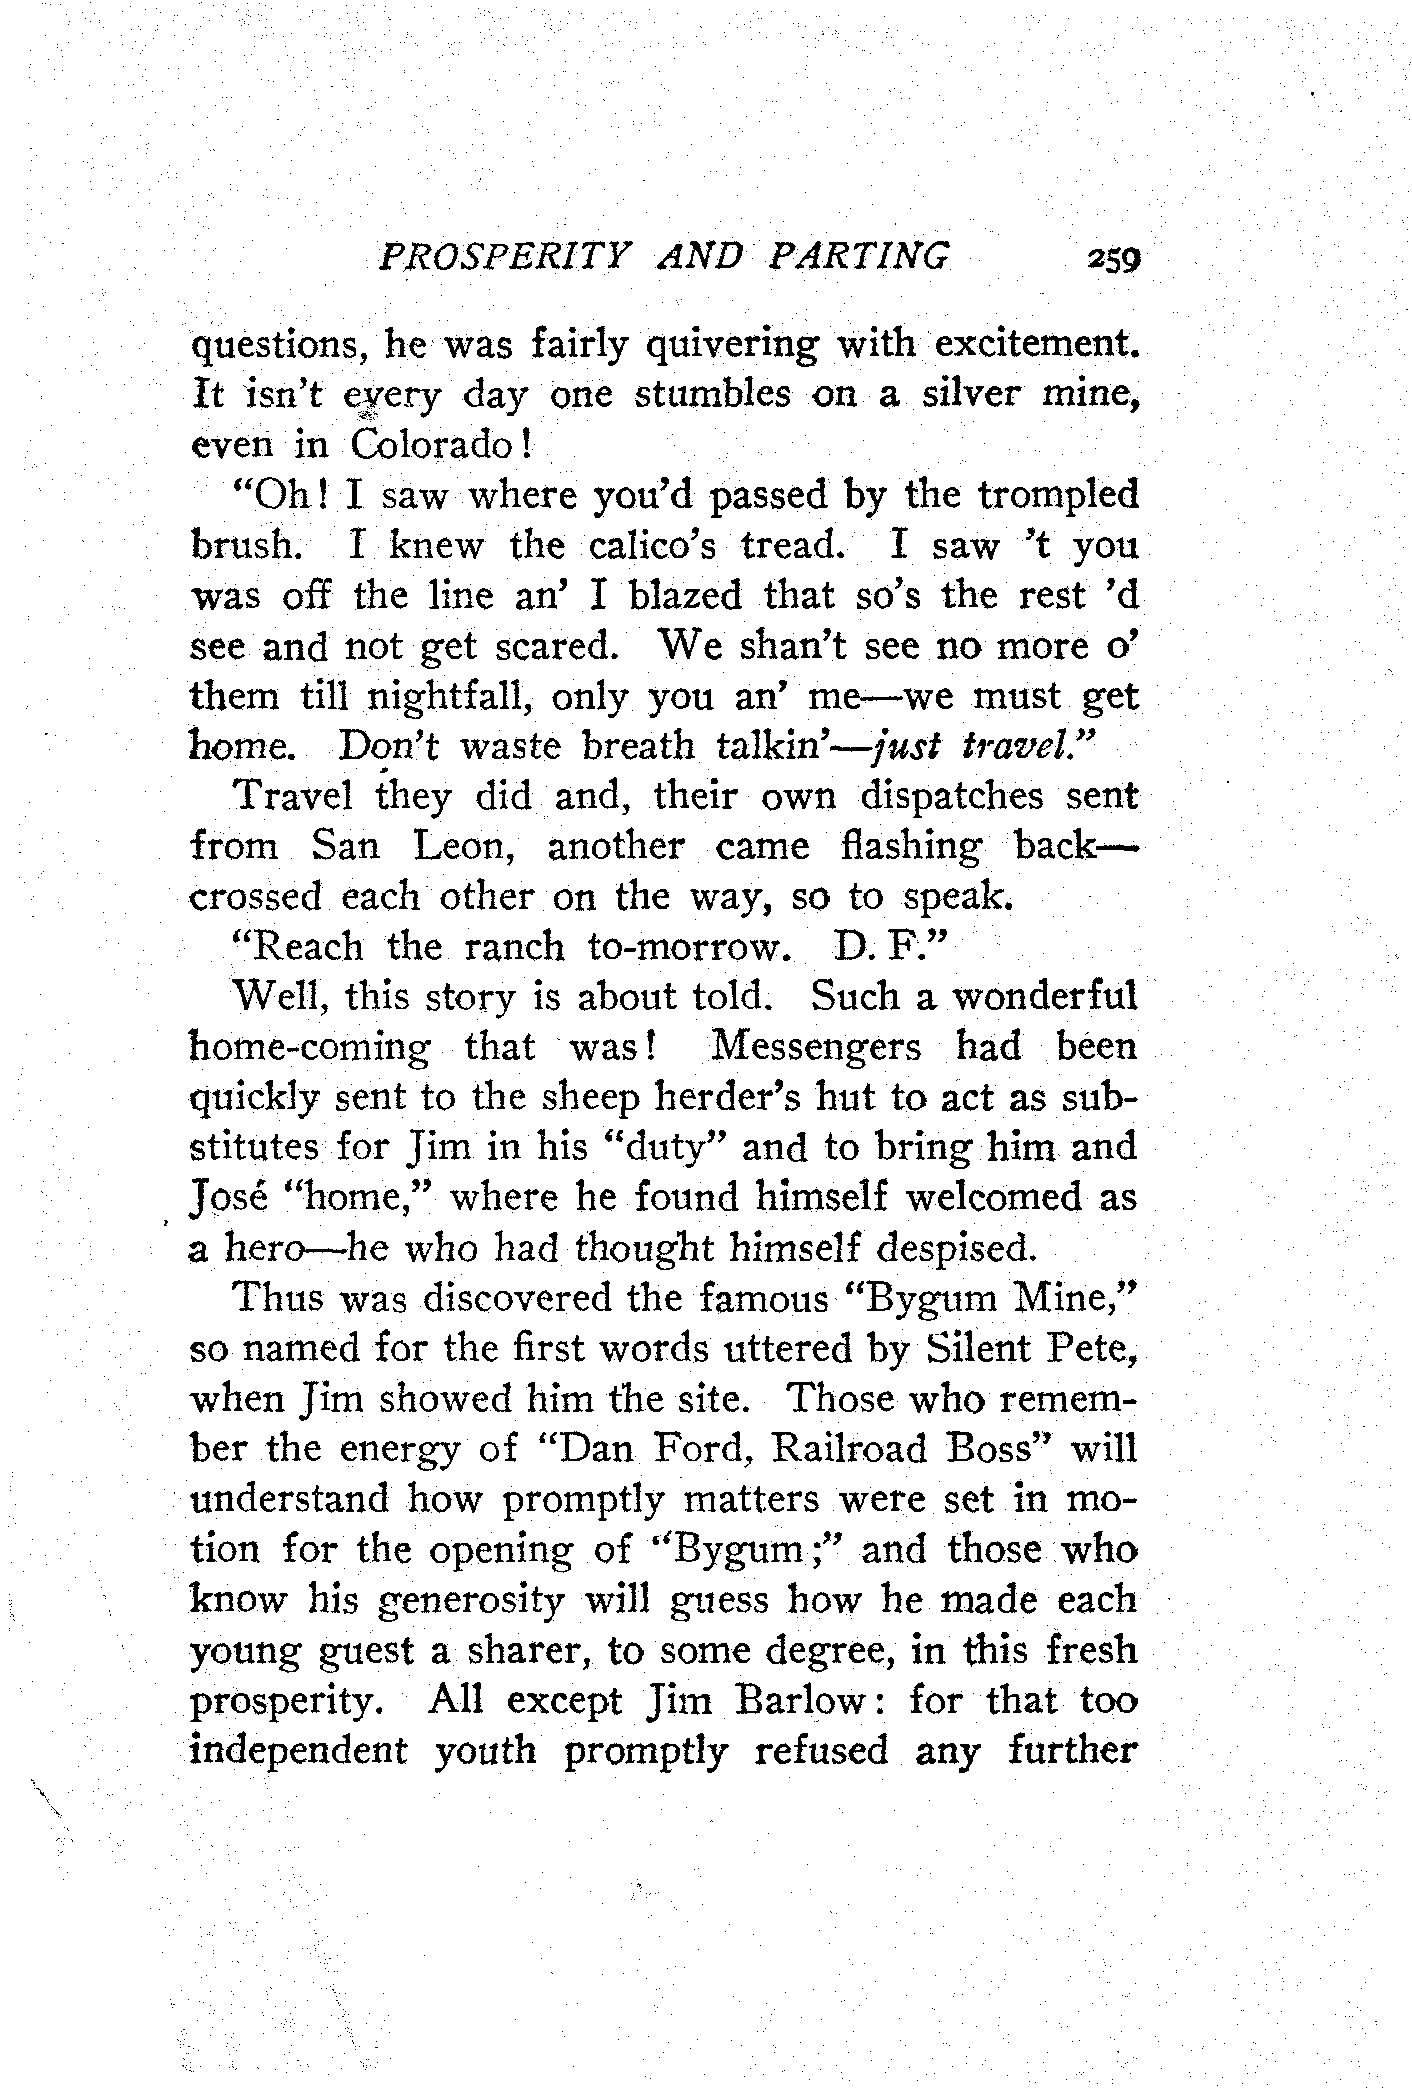 PROSPERITY AND PARTING 259
questions, he was fairly quivering with excitement.
It isn't every day one stumbles on a silver mine,
even in Colorado!
"Oh! I saw where you'd passed by the trompled
brush. I knew the calico's tread. I saw 't you
was off the line an' I blazed that so's the rest 'd
see and not get scared. We shan't see no more o'
them till nightfall, only you an' me—we must get
home. Don't waste breath talkin'—just travel."
Travel they did and, their own dispatches sent
from San Leon, another came flashing back—
crossed each other on the way, so to speak.
"Reach the ranch to-morrow. D. F."
Well, this story is about told. Such a wonderful
home-coming that was! Messengers had been
quickly sent to the sheep herder's hut to act as sub-
stitutes for Jim in his "duty" and to bring him and
José "home," where he found himself welcomed as
a hero—he who had thought himself despised.
Thus was discovered the famous "Bygum Mine,"
so named for the first words uttered by Silent Pete,
when Jim showed him the site. Those who remem-
ber the energy of "Dan Ford, Railroad Boss" will
understand how promptly matters were set in mo-
tion for the opening of "Bygum;" and those who
know his generosity will guess how he made each
young guest a sharer, to some degree, in this fresh
prosperity. All except Jim Barlow: for that too
independent youth promptly refused any further